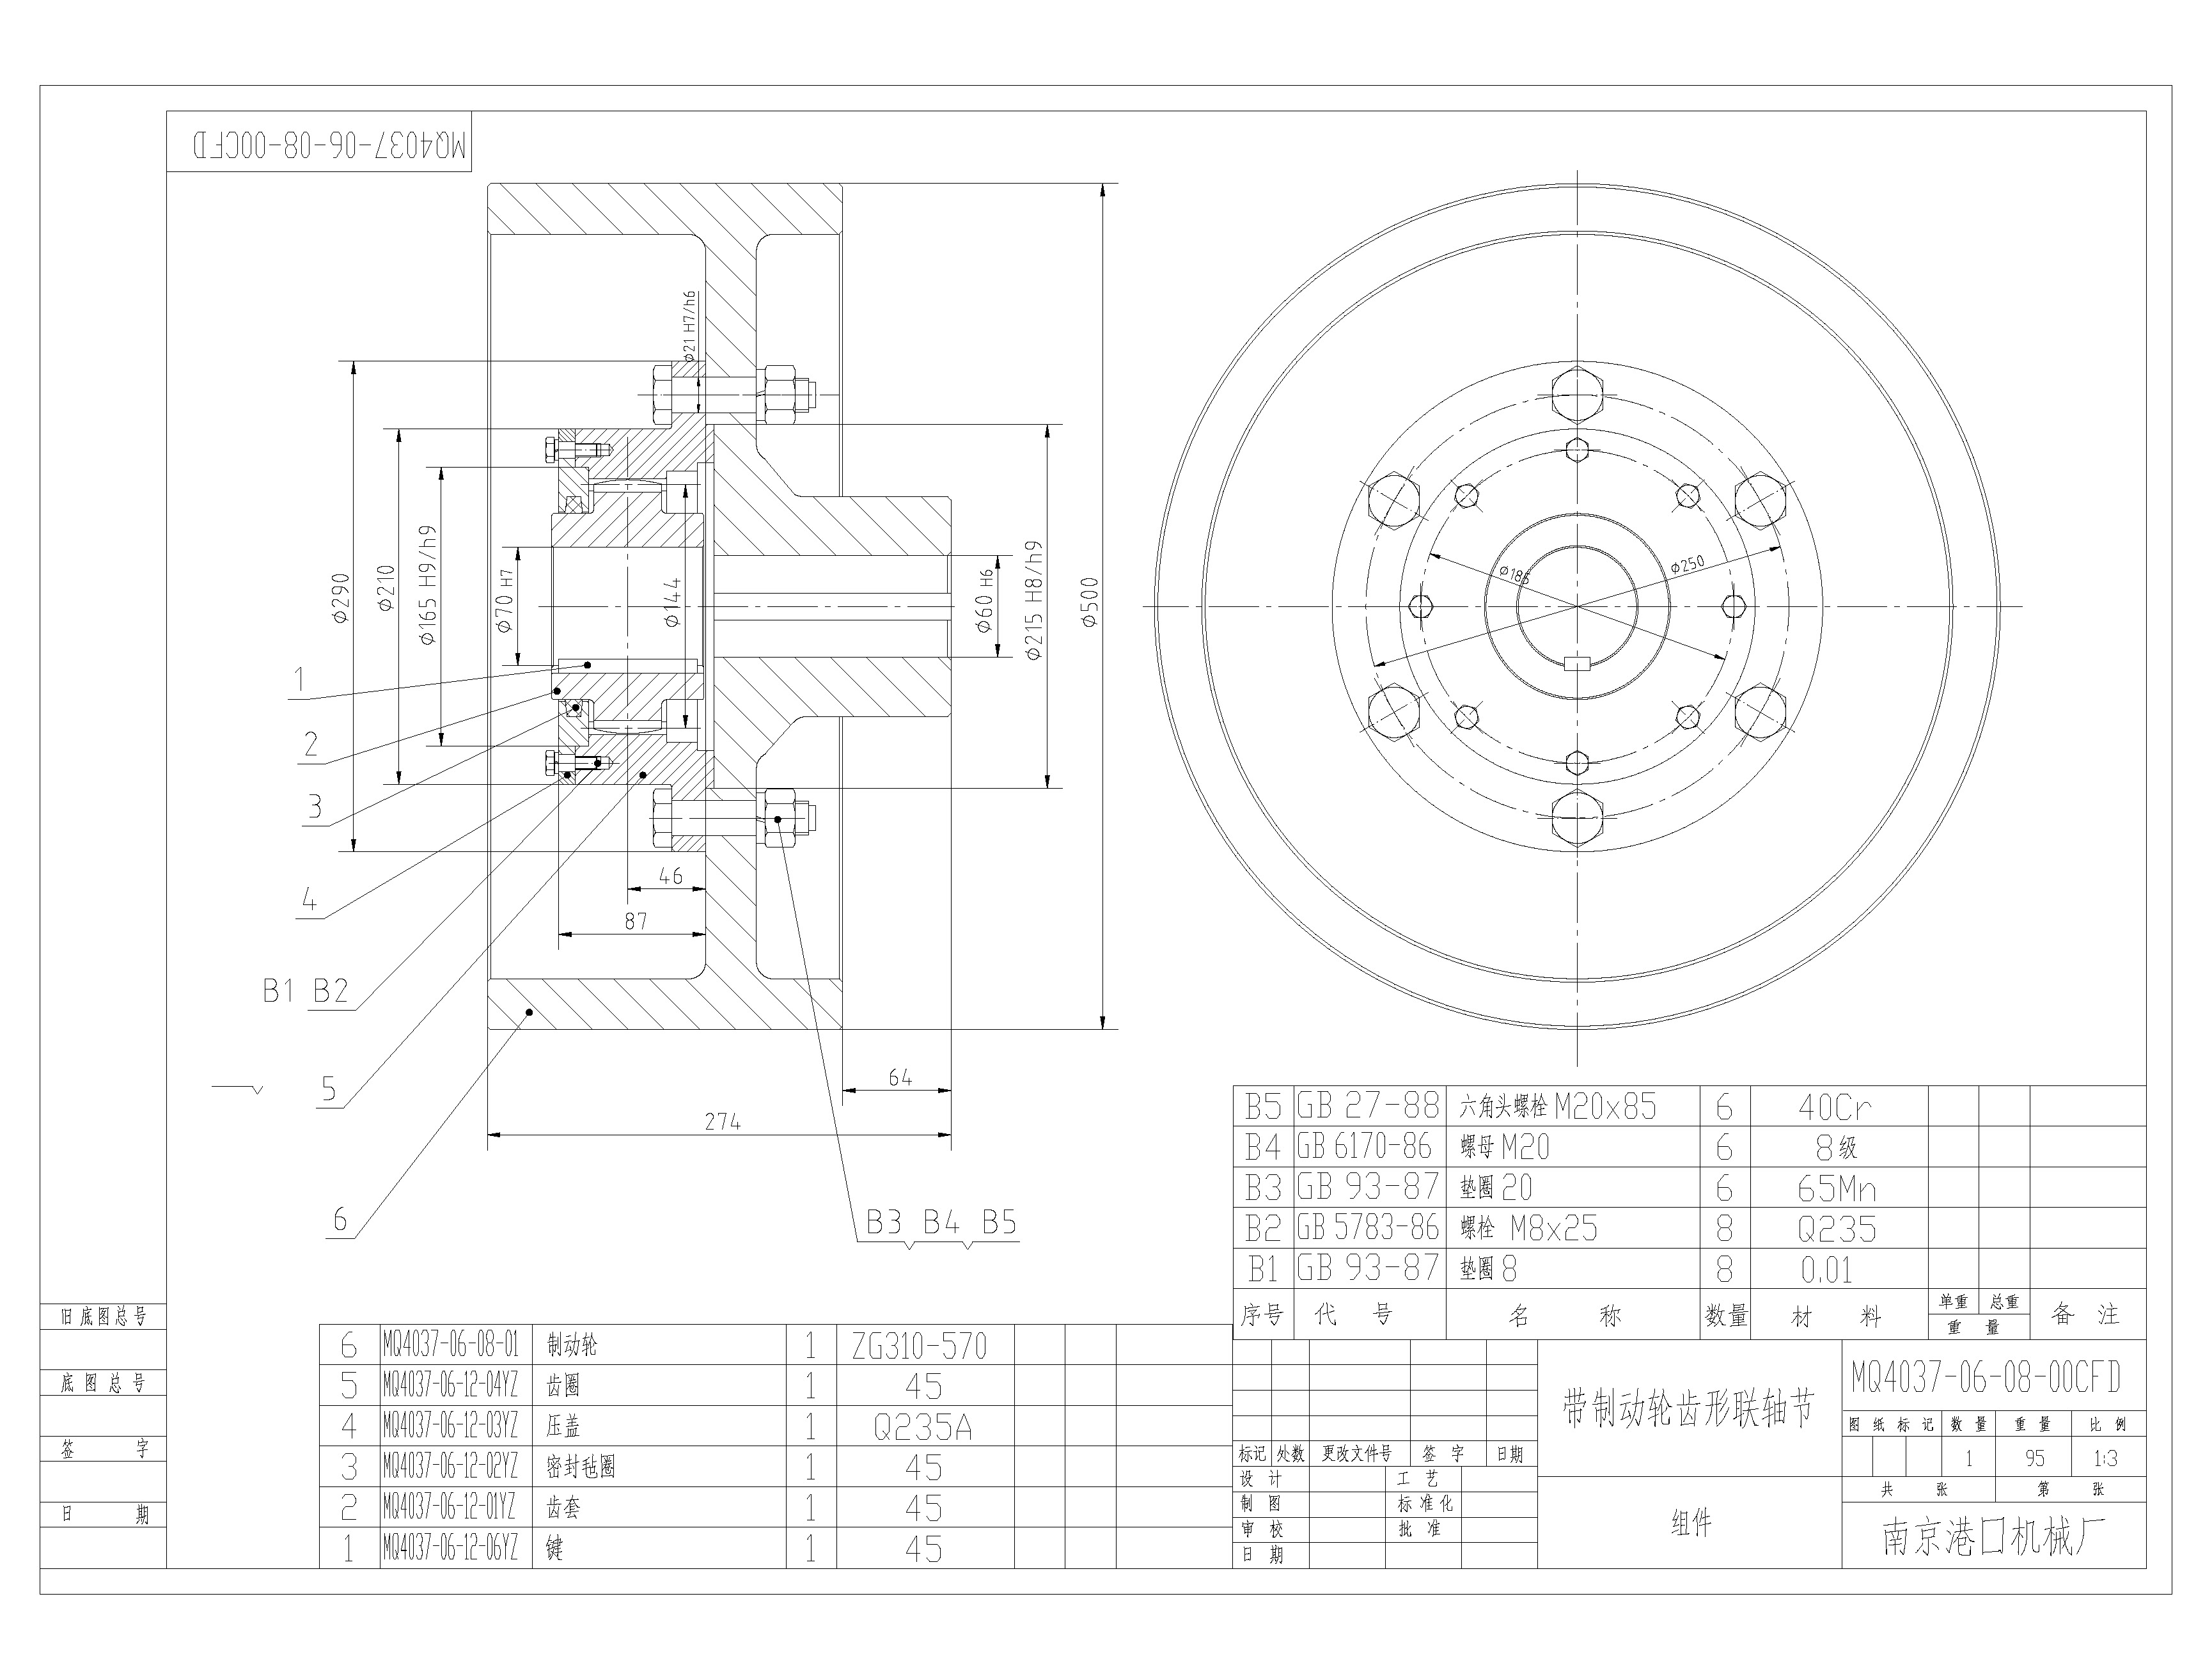 MQ4037-06-08-00CFD
ϕ21 H7/h6
ϕ290
ϕ210
ϕ165 H9/h9
ϕ70 H7
ϕ144
ϕ60 H6
ϕ215 H8/h9
ϕ500
ϕ185
ϕ250
1
2
3
4
46
87
B1 B2
5
64
274
6
B3 B4 B5
B5 GB 27-88 六角头螺栓M20x85 6 40Cr
B4 GB 6170-86 螺母M20 6 8级
B3 GB 93-87 垫圈20 6 65Mn
B2 GB 5783-86 螺栓 M8x25 8 Q235
B1 GB 93-87 垫圈8 8 0.01
序号 代 号 名 称 数量 材 料 单重 总重 备 注
重 量
6 MQ4037-06-08-01 制动轮 1 ZG310-570
5 MQ4037-06-12-04YZ 齿圈 1 45
4 MQ4037-06-12-03YZ 压盖 1 Q235A
3 MQ4037-06-12-02YZ 密封毡圈 1 45
2 MQ4037-06-12-01YZ 齿套 1 45
1 MQ4037-06-12-06YZ 键 1 45
旧底图总号
底图总号
签 字
日 期
标记 处数 更改文件号 签 字 日期
设 计 工 艺
制 图 标准化
审 校 批 准
日 期
带制动轮齿形联轴节
组件
MQ4037-06-08-00CFD
图纸标记 数量 重量 比例
1 95 1:3
共 张 第 张
南京港口机械厂